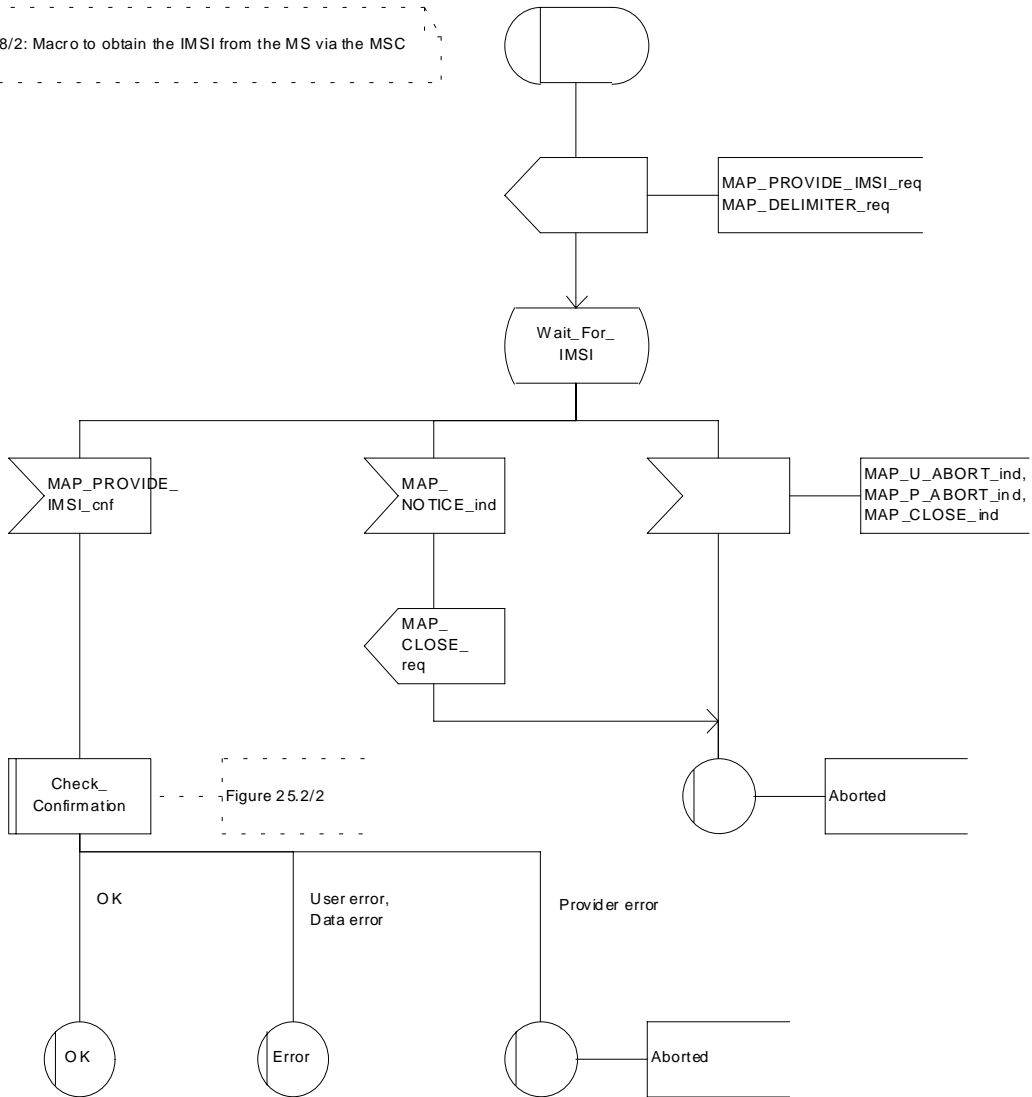 8/2: Macro to obtain the IMSI from the MS via the MSC
MAP_PROVIDE_IMSI_req
MAP_DELIMITER_req
Wait_For_
IMSI
MAP_PROVIDE_
IMSI_cnf
MAP_
NOTICE_ind
MAP_U_ABORT_ind,
MAP_P_ABORT_ind,
MAP_CLOSE_ind
MAP_
CLOSE_
req
Check_
Confirmation
Figure 25.2/2
Aborted
OK
User error,
Data error
Provider error
OK
Error
Aborted